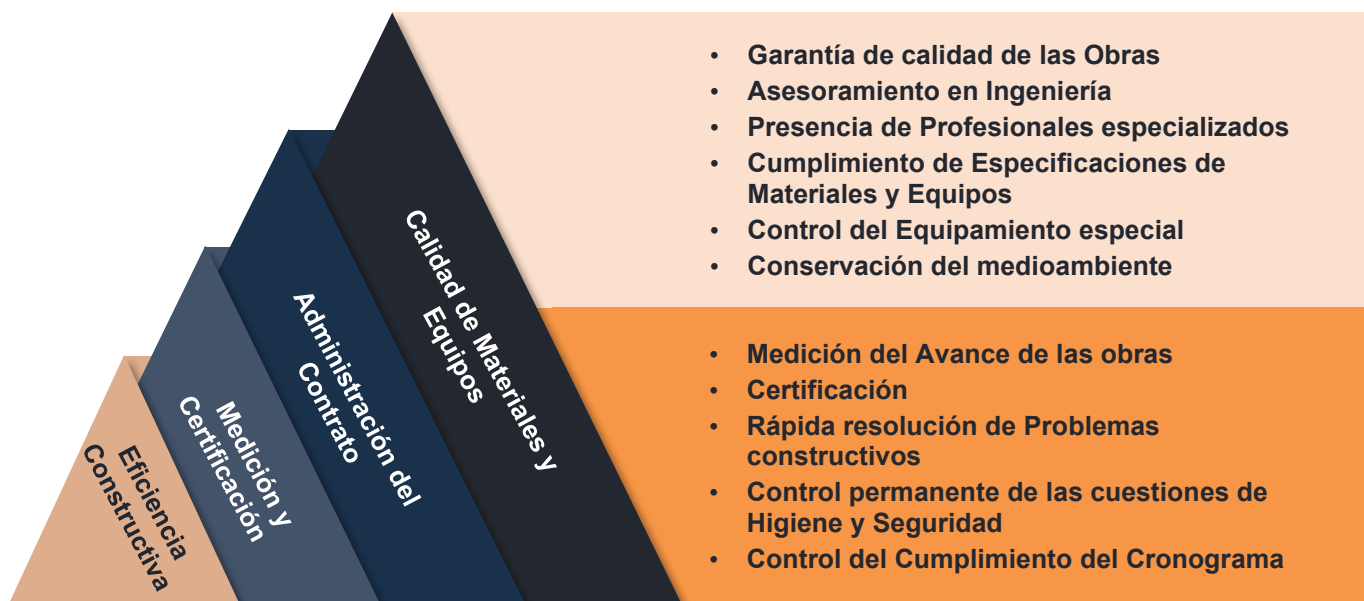 Eficiencia
Constructiva
Medición y
Certificación
Administración del
Contrato
Calidad de Materiales y
Equipos
• Garantía de calidad de las Obras
• Asesoramiento en Ingeniería
• Presencia de Profesionales especializados
• Cumplimiento de Especificaciones de
Materiales y Equipos
• Control del Equipamiento especial
• Conservación del medioambiente
• Medición del Avance de las obras
• Certificación
• Rápida resolución de Problemas
constructivos
• Control permanente de las cuestiones de
Higiene y Seguridad
• Control del Cumplimiento del Cronograma